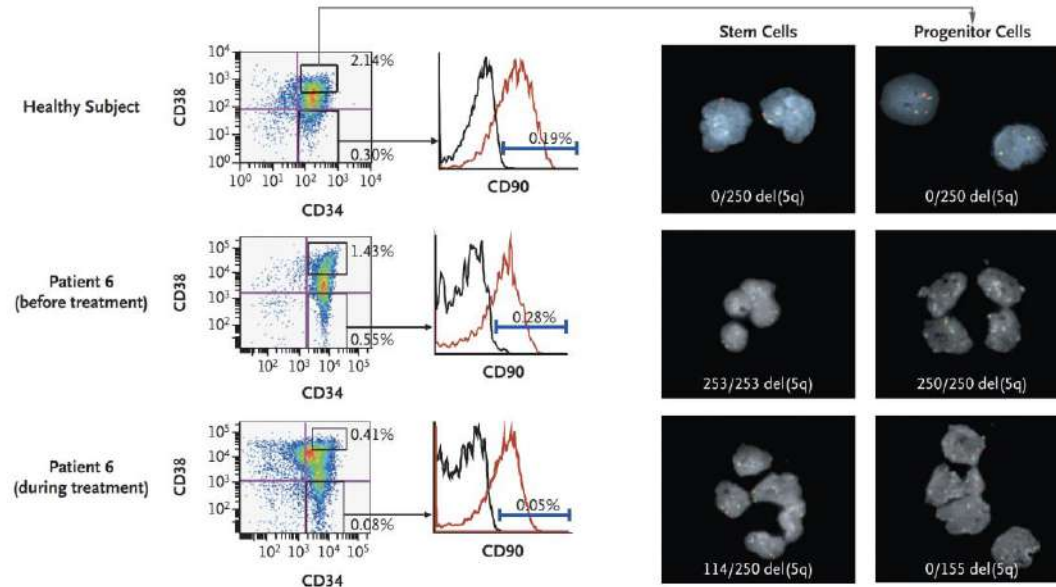 Stem Cells
Progenitor Cells
Healthy Subject
CD38
10⁴
10³
10²
10¹
10⁰
2.14%
0.30%
10⁰ 10¹ 10² 10³ 10⁴
CD34
0.19%
CD90
0/250 del(5q)
0/250 del(5q)
Patient 6
(before treatment)
CD38
10⁵
10⁴
10³
10²
1.43%
0.55%
10² 10³ 10⁴ 10⁵
CD34
0.28%
CD90
253/253 del(5q)
250/250 del(5q)
Patient 6
(during treatment)
CD38
10⁵
10⁴
10³
10²
0.41%
0.08%
10² 10³ 10⁴ 10⁵
CD34
0.05%
CD90
114/250 del(5q)
0/155 del(5q)